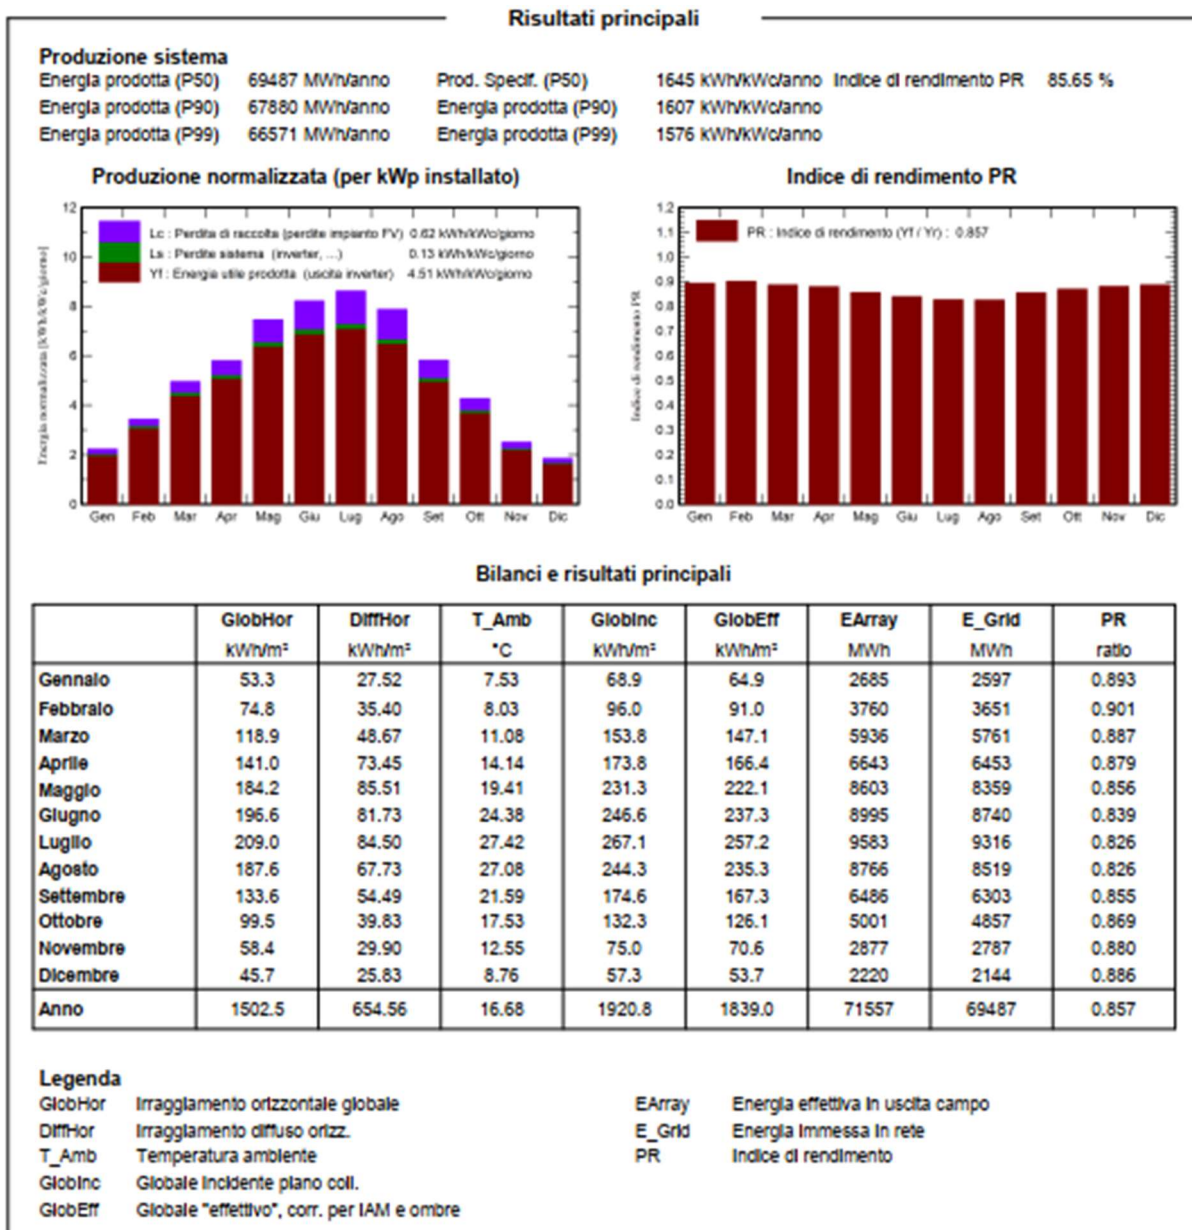 Risultati principali
Produzione sistema
Energia prodotta (P50) 69487 MWh/anno Prod. Specif. (P50) 1645 kWh/kWc/anno Indice di rendimento PR 85.65 %
Energia prodotta (P90) 67880 MWh/anno Energia prodotta (P90) 1607 kWh/kWc/anno
Energia prodotta (P99) 66571 MWh/anno Energia prodotta (P99) 1576 kWh/kWc/anno
Produzione normalizzata (per kWp installato)
Energia normalizzata [kWh/kWc/giorno]
12
10
8
6
4
2
0
Lc : Perdita di raccolta (perdite impianto FV) 0.62 kWh/kWc/giorno
Ls : Perdite sistema (inverter, ...) 0.13 kWh/kWc/giorno
Yf : Energia utile prodotta (uscita inverter) 4.51 kWh/kWc/giorno
Gen Feb Mar Apr Mag Giu Lug Ago Set Ott Nov Dic
Indice di rendimento PR
Indice di rendimento PR
1.2
1.1
1.0
0.9
0.8
0.7
0.6
0.5
0.4
0.3
0.2
0.1
0.0
PR : Indice di rendimento (Yf / Yr) : 0.857
Gen Feb Mar Apr Mag Giu Lug Ago Set Ott Nov Dic
Bilanci e risultati principali
GlobHor DiffHor T_Amb GlobInc GlobEff EArray E_Grid PR
kWh/m² kWh/m² °C kWh/m² kWh/m² MWh MWh ratio
Gennaio 53.3 27.52 7.53 68.9 64.9 2685 2597 0.893
Febbraio 74.8 35.40 8.03 96.0 91.0 3760 3651 0.901
Marzo 118.9 48.67 11.08 153.8 147.1 5936 5761 0.887
Aprile 141.0 73.45 14.14 173.8 166.4 6643 6453 0.879
Maggio 184.2 85.51 19.41 231.3 222.1 8603 8359 0.856
Giugno 196.6 81.73 24.38 246.6 237.3 8995 8740 0.839
Luglio 209.0 84.50 27.42 267.1 257.2 9583 9316 0.826
Agosto 187.6 67.73 27.08 244.3 235.3 8766 8519 0.826
Settembre 133.6 54.49 21.59 174.6 167.3 6486 6303 0.855
Ottobre 99.5 39.83 17.53 132.3 126.1 5001 4857 0.869
Novembre 58.4 29.90 12.55 75.0 70.6 2877 2787 0.880
Dicembre 45.7 25.83 8.76 57.3 53.7 2220 2144 0.886
Anno 1502.5 654.56 16.68 1920.8 1839.0 71557 69487 0.857
Legenda
GlobHor Irraggiamento orizzontale globale EArray Energia effettiva in uscita campo
DiffHor Irraggiamento diffuso orizz. E_Grid Energia immessa in rete
T_Amb Temperatura ambiente PR Indice di rendimento
GlobInc Globale incidente piano coll.
GlobEff Globale "effettivo", corr. per IAM e ombre